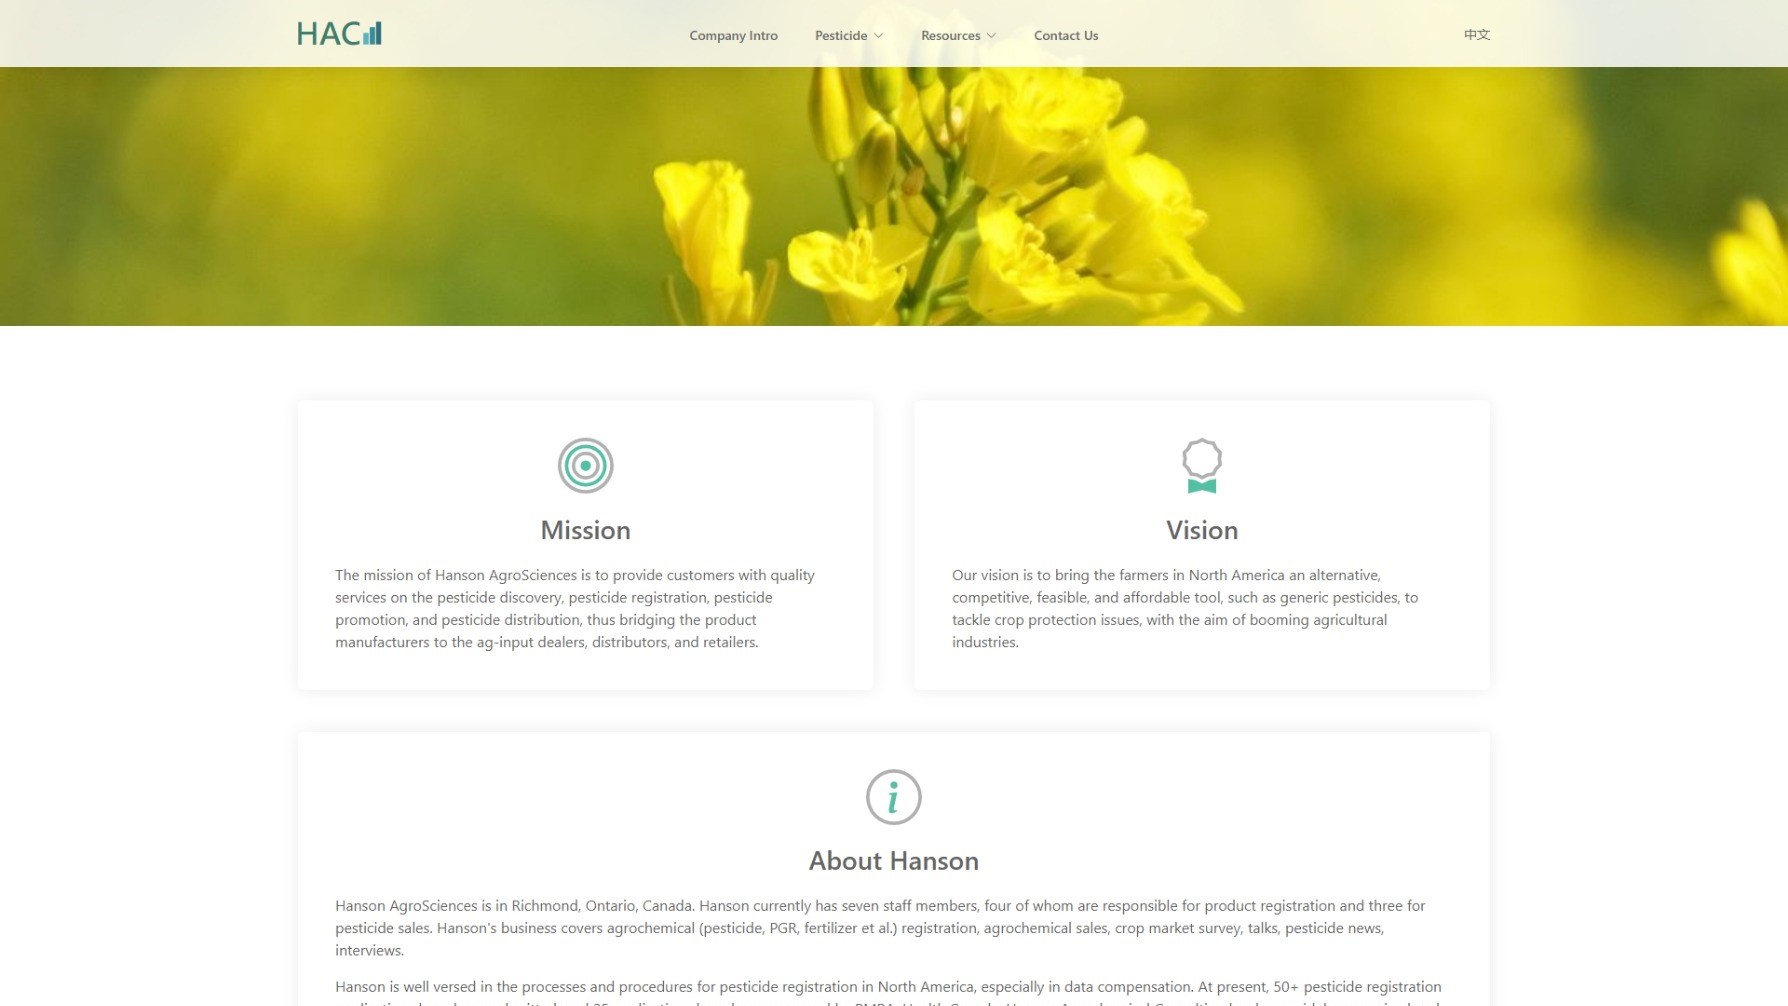 HAC
Company Intro
Pesticide
Resources
Contact Us
中文
Mission
The mission of Hanson AgroSciences is to provide customers with quality
services on the pesticide discovery, pesticide registration, pesticide
promotion, and pesticide distribution, thus bridging the product
manufacturers to the ag-input dealers, distributors, and retailers.
Vision
Our vision is to bring the farmers in North America an alternative,
competitive, feasible, and affordable tool, such as generic pesticides, to
tackle crop protection issues, with the aim of booming agricultural
industries.
About Hanson
Hanson AgroSciences is in Richmond, Ontario, Canada. Hanson currently has seven staff members, four of whom are responsible for product registration and three for
pesticide sales. Hanson's business covers agrochemical (pesticide, PGR, fertilizer et al.) registration, agrochemical sales, crop market survey, talks, pesticide news,
interviews.
Hanson is well versed in the processes and procedures for pesticide registration in North America, especially in data compensation. At present, 50+ pesticide registration